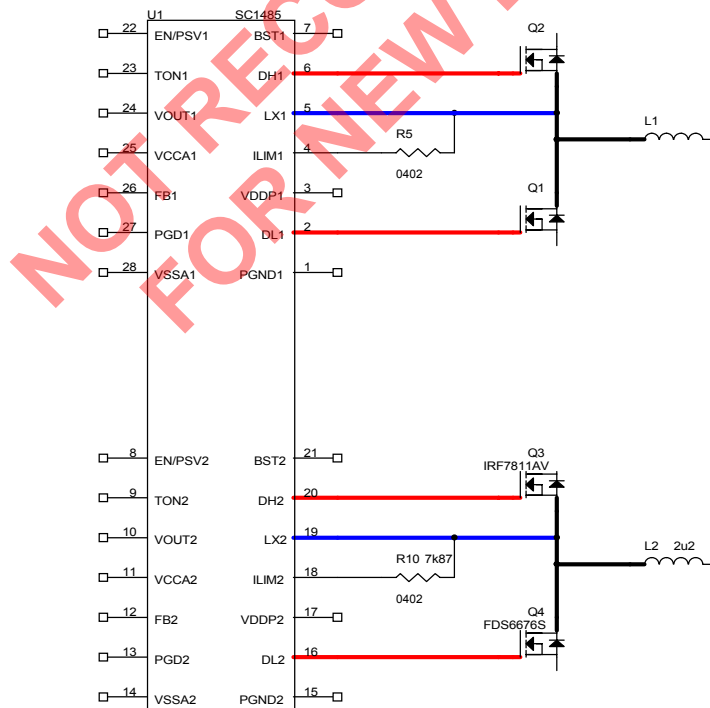 U1 SC1485
22 EN/PSV1 BST1 7
23 TON1 DH1 6
24 VOUT1 LX1 5
25 VCCA1 ILIM1 4
26 FB1 VDDP1 3
27 PGD1 DL1 2
28 VSSA1 PGND1 1
Q2
R5
0402
Q1
L1
8 EN/PSV2 BST2 21
9 TON2 DH2 20
10 VOUT2 LX2 19
11 VCCA2 ILIM2 18
12 FB2 VDDP2 17
13 PGD2 DL2 16
14 VSSA2 PGND2 15
Q3
IRF7811AV
R10 7k87
0402
Q4
FDS6676S
L2 2u2
NOT RECO
FOR NEW